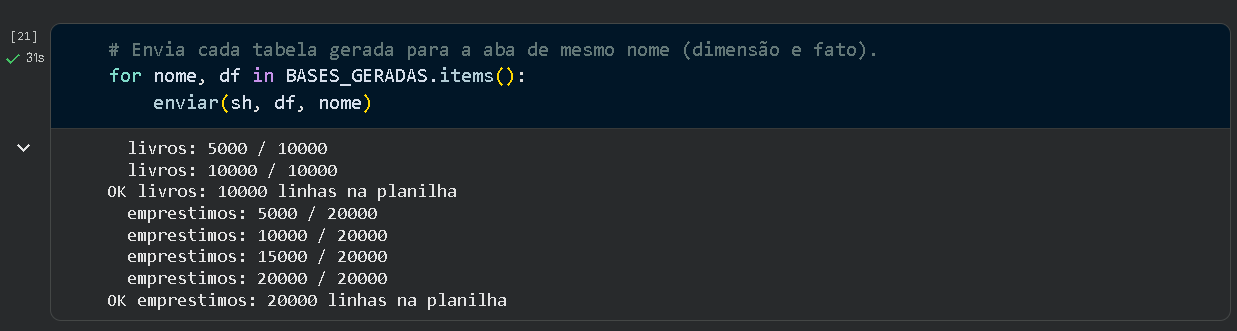 [21]
31s
# Envia cada tabela gerada para a aba de mesmo nome (dimensão e fato).
for nome, df in BASES_GERADAS.items():
    enviar(sh, df, nome)
  livros: 5000 / 10000
  livros: 10000 / 10000
OK livros: 10000 linhas na planilha
  emprestimos: 5000 / 20000
  emprestimos: 10000 / 20000
  emprestimos: 15000 / 20000
  emprestimos: 20000 / 20000
OK emprestimos: 20000 linhas na planilha